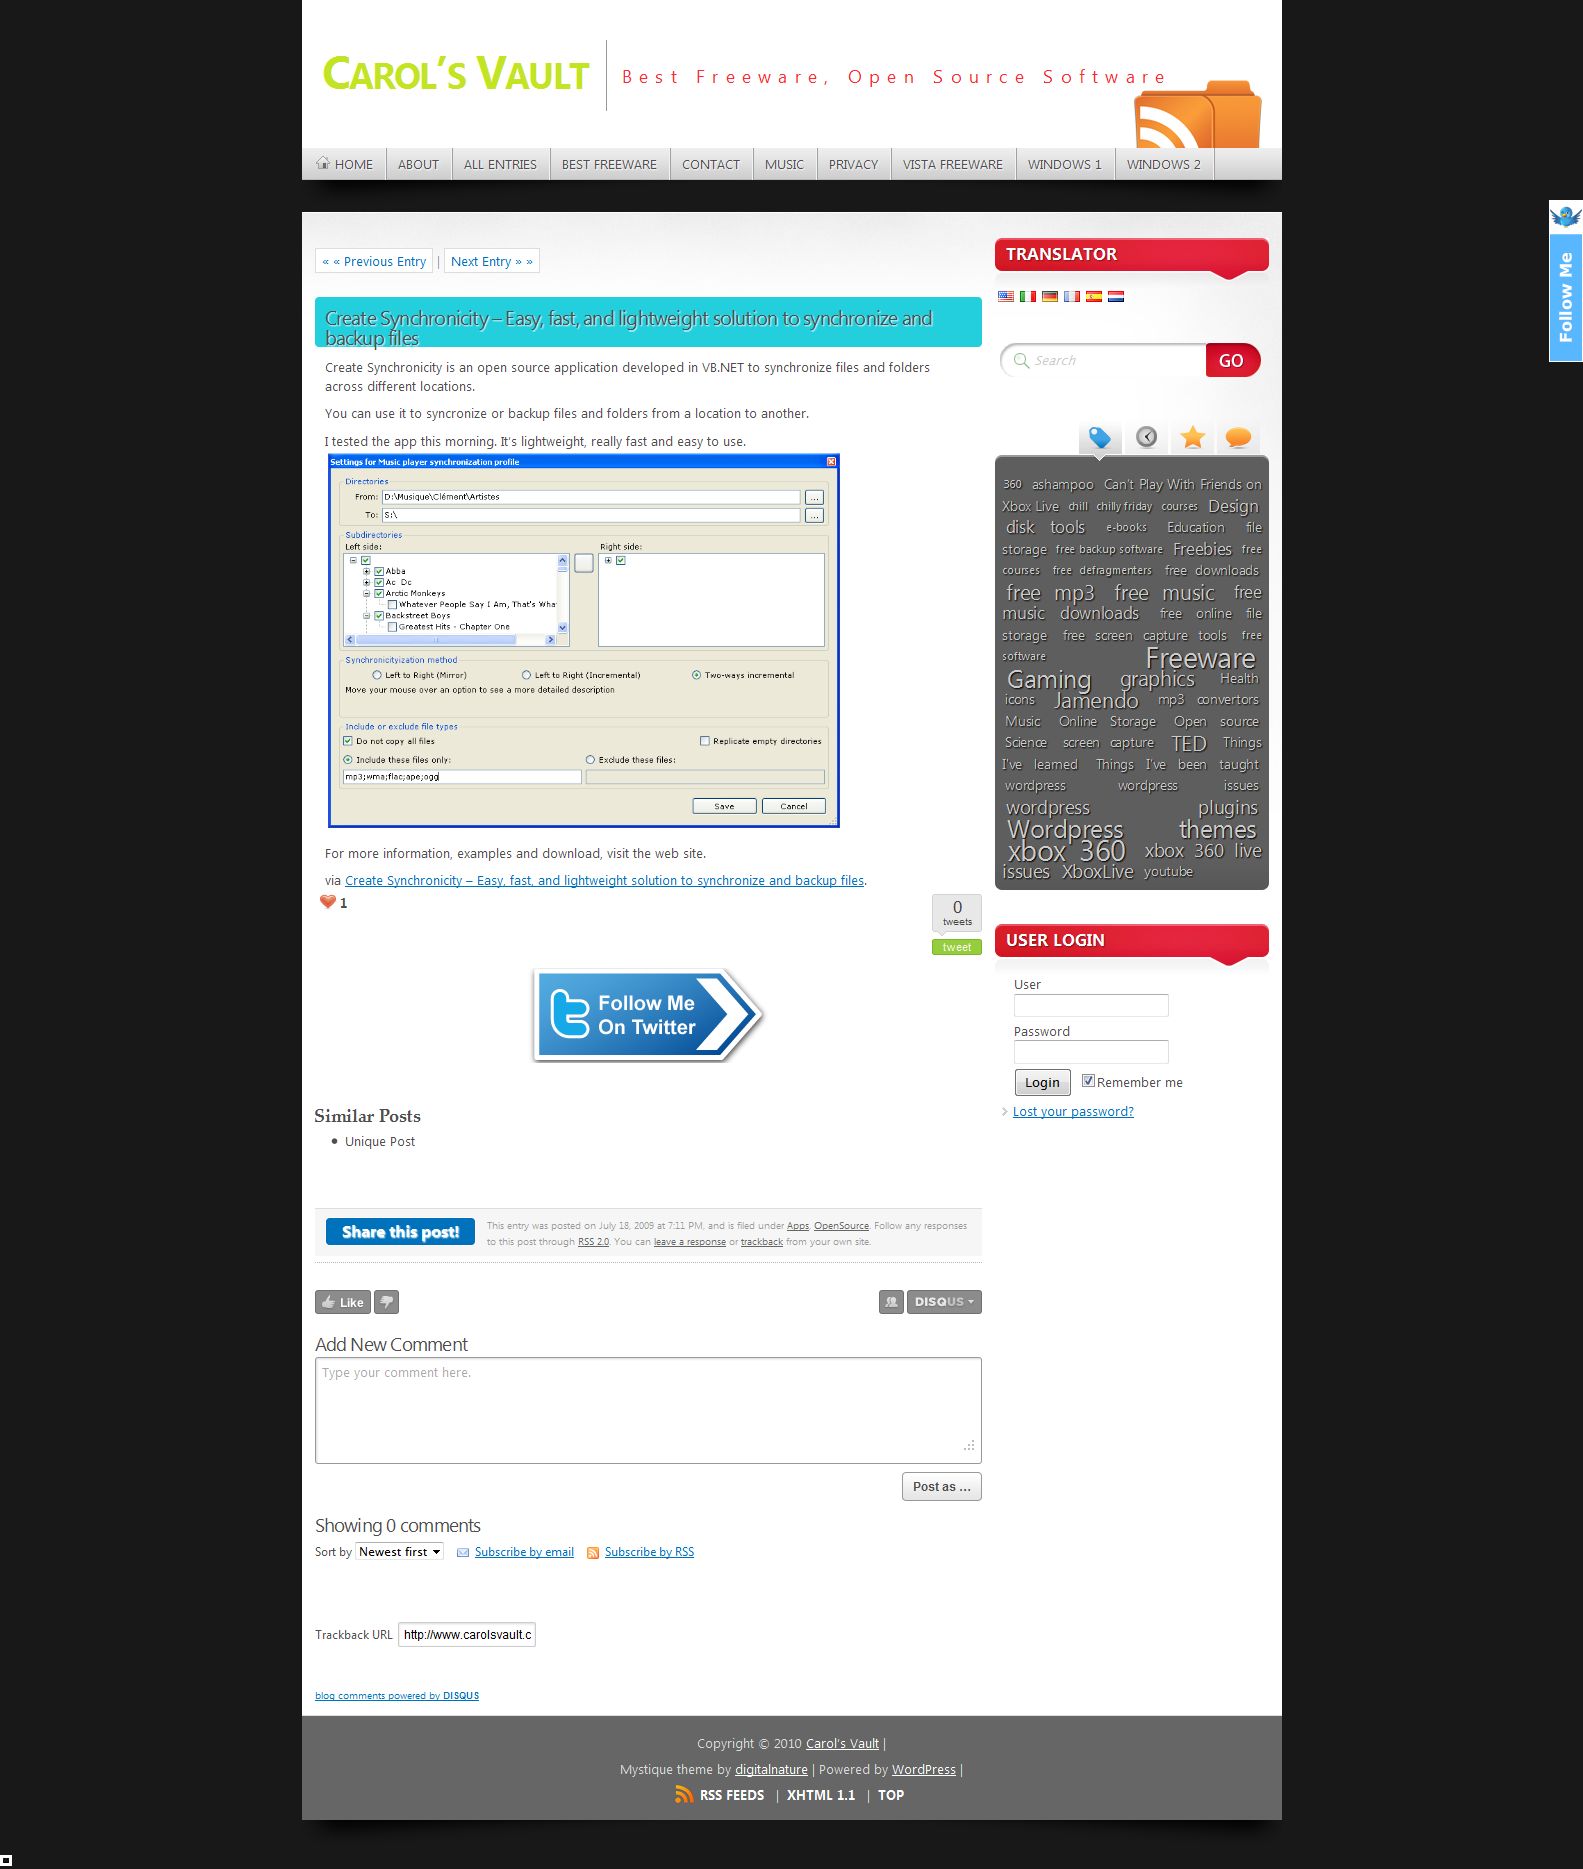 CAROL'S VAULT
Best Freeware, Open Source Software
HOME ABOUT ALL ENTRIES BEST FREEWARE CONTACT MUSIC PRIVACY VISTA FREEWARE WINDOWS 1 WINDOWS 2
Follow Me
« « Previous Entry | Next Entry » »
Create Synchronicity – Easy, fast, and lightweight solution to synchronize and
backup files
Create Synchronicity is an open source application developed in VB.NET to synchronize files and folders
across different locations.
You can use it to syncronize or backup files and folders from a location to another.
I tested the app this morning. It's lightweight, really fast and easy to use.
Settings for Music player synchronization profile
Directories
From: D:\Musique\Clément\Artistes ...
To: S:\ ...
Subdirectories
Left side: Right side:
Abba
Ac Dc
Arctic Monkeys
Whatever People Say I Am, That's Wha
Backstreet Boys
Greatest Hits - Chapter One
Synchronicityization method
Left to Right (Mirror) Left to Right (Incremental) Two-ways incremental
Move your mouse over an option to see a more detailed description
Include or exclude file types
Do not copy all files Replicate empty directories
Include these files only: Exclude these files:
mp3;wma;flac;ape;ogg
Save Cancel
For more information, examples and download, visit the web site.
via Create Synchronicity – Easy, fast, and lightweight solution to synchronize and backup files.
1
0
tweets
tweet
Follow Me
On Twitter
Similar Posts
• Unique Post
Share this post!
This entry was posted on July 18, 2009 at 7:11 PM, and is filed under Apps, OpenSource. Follow any responses
to this post through RSS 2.0. You can leave a response or trackback from your own site.
Like DISQUS
Add New Comment
Type your comment here.
Post as ...
Showing 0 comments
Sort by Newest first Subscribe by email Subscribe by RSS
Trackback URL http://www.carolsvault.c
blog comments powered by DISQUS
TRANSLATOR
Search GO
360 ashampoo Can't Play With Friends on
Xbox Live chill chilly friday courses Design
disk tools e-books Education file
storage free backup software Freebies free
courses free defragmenters free downloads
free mp3 free music free
music downloads free online file
storage free screen capture tools free
software Freeware
Gaming graphics Health
icons Jamendo mp3 convertors
Music Online Storage Open source
Science screen capture TED Things
I've learned Things I've been taught
wordpress wordpress issues
wordpress plugins
Wordpress themes
xbox 360 xbox 360 live
issues XboxLive youtube
USER LOGIN
User
Password
Login Remember me
Lost your password?
Copyright © 2010 Carol's Vault |
Mystique theme by digitalnature | Powered by WordPress |
RSS FEEDS | XHTML 1.1 | TOP